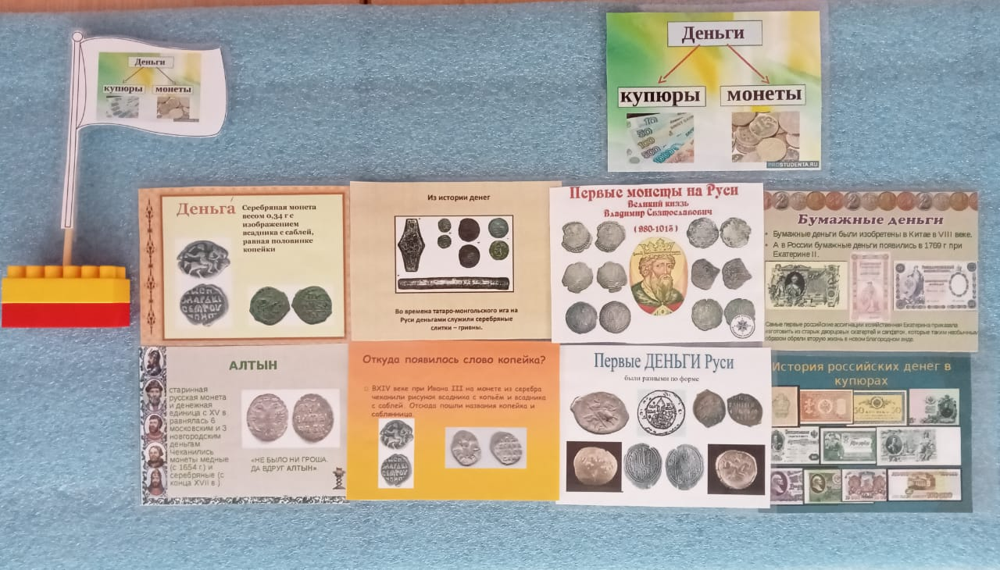 Деньги
купюры монеты
Деньги
купюры монеты
PROSTUDENTA.RU
Деньга
Серебряная монета
весом 0,34 г с
изображением
всадника с саблей,
равная половинке
копейки
Из истории денег
Во времена татаро-монгольского ига на
Руси деньгами служили серебряные
слитки – гривны.
Первые монеты на Руси
Великий князь
Владимир Святославович
( 980-1015 )
Бумажные деньги
• Бумажные деньги были изобретены в Китае в VIII веке.
• А в России бумажные деньги появились в 1769 г при
Екатерине II.
Самые первые российские ассигнации хозяйственная Екатерина приказала
изготовить из старых дворцовых скатертей и салфеток, которые таким необычным
образом обрели вторую жизнь в новом благородном виде.
АЛТЫН
старинная
русская монета
и денежная
единица с XV в
равнялась 6
московским и 3
новгородским
деньгам
Чеканились
монеты медные
(с 1654 г.) и
серебряные (с
конца XVII в.)
«НЕ БЫЛО НИ ГРОША,
ДА ВДРУГ АЛТЫН»
Откуда появилось слово копейка?
ВXIV веке при Ивана III на монете из серебра
чеканили рисунок всадника с копьём и всадника
с саблей. Отсюда пошли названия копейка и
саблянница.
Первые ДЕНЬГИ Руси
были разными по форме
История российских денег в
купюрах